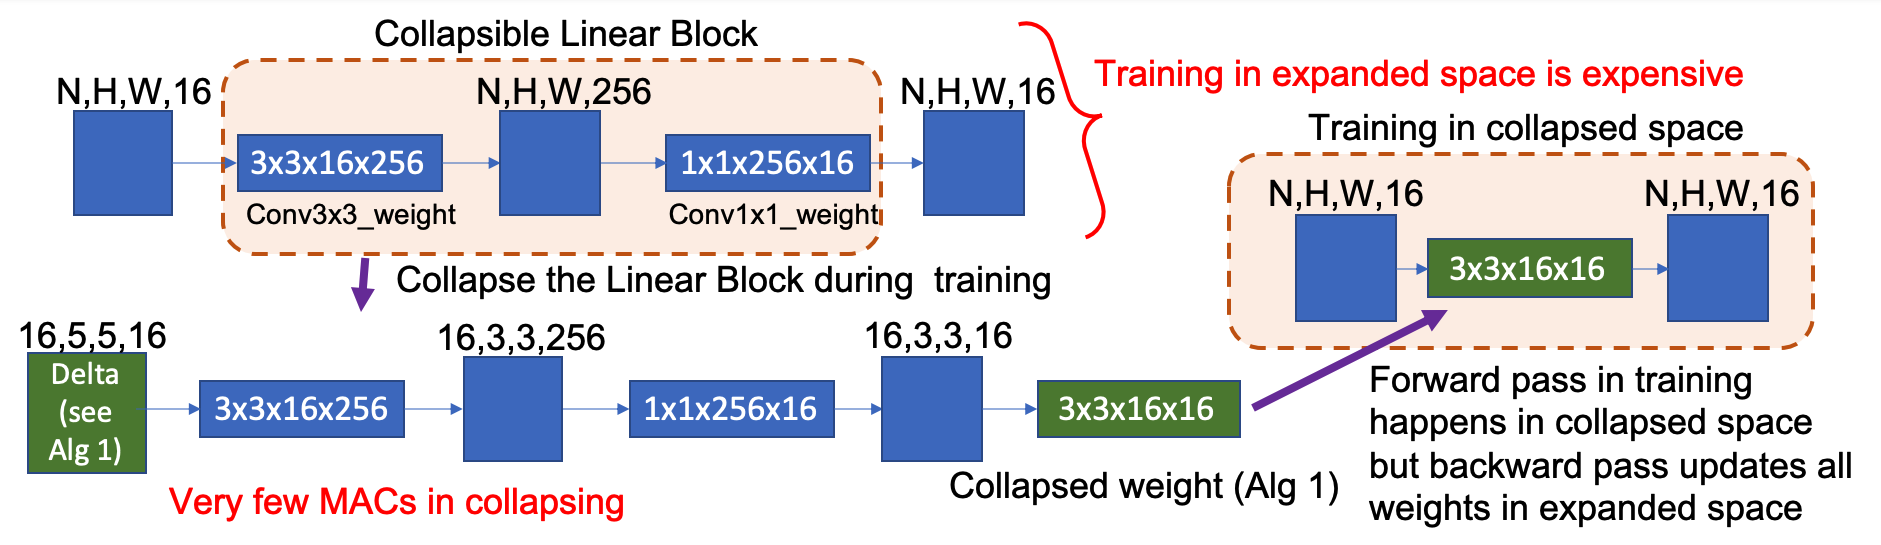 Collapsible Linear Block
N,H,W,16
N,H,W,256
N,H,W,16
3x3x16x256
1x1x256x16
Conv3x3_weight
Conv1x1_weight
Training in expanded space is expensive
Training in collapsed space
N,H,W,16
N,H,W,16
3x3x16x16
Collapse the Linear Block during  training
16,5,5,16
16,3,3,256
16,3,3,16
Delta
(see
Alg 1)
3x3x16x256
1x1x256x16
3x3x16x16
Very few MACs in collapsing
Collapsed weight (Alg 1)
Forward pass in training
happens in collapsed space
but backward pass updates all
weights in expanded space